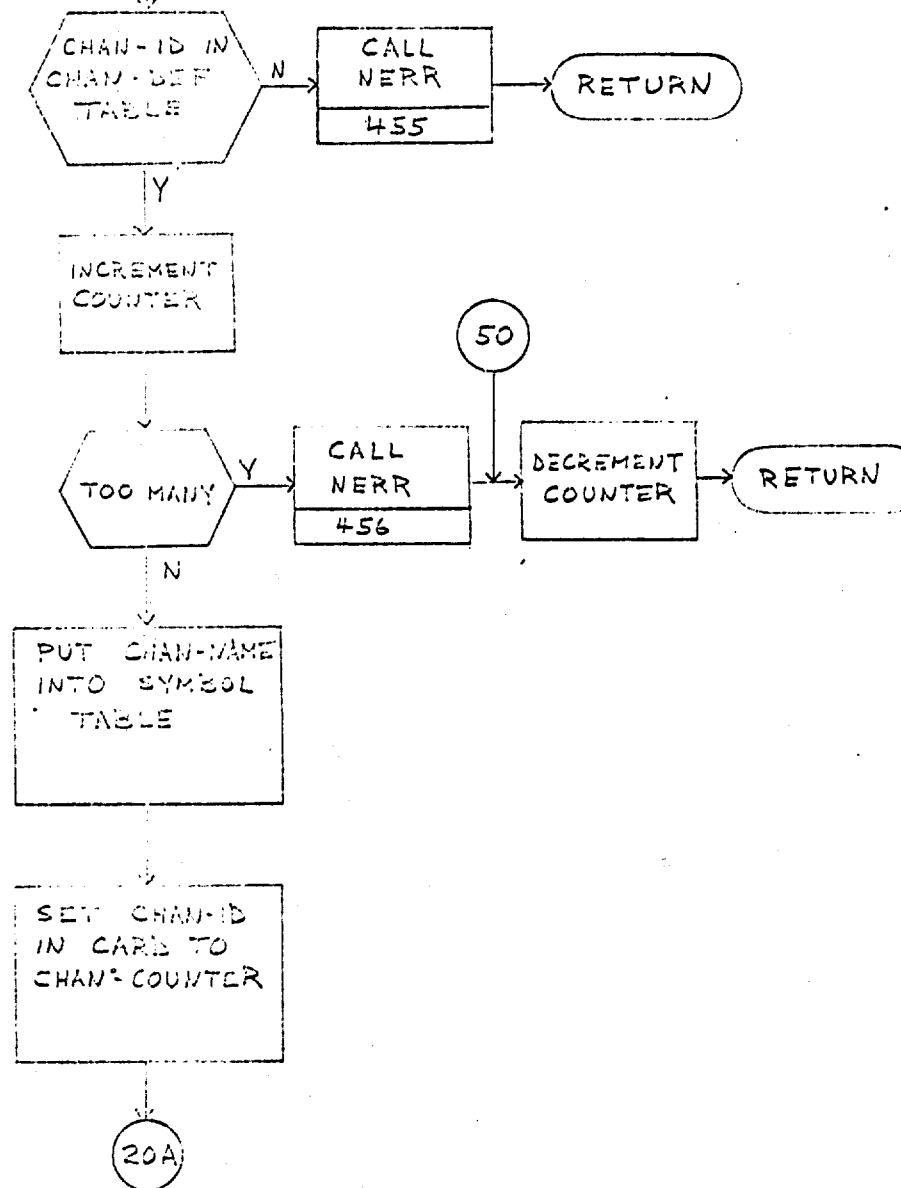 CHAN-ID IN
CHAN-DEF
TABLE
N
CALL
NERR
455
RETURN
Y
INCREMENT
COUNTER
50
TOO MANY
Y
CALL
NERR
456
DECREMENT
COUNTER
RETURN
N
PUT CHAN-NAME
INTO SYMBOL
TABLE
SET CHAN-ID
IN CARD TO
CHAN-COUNTER
20A